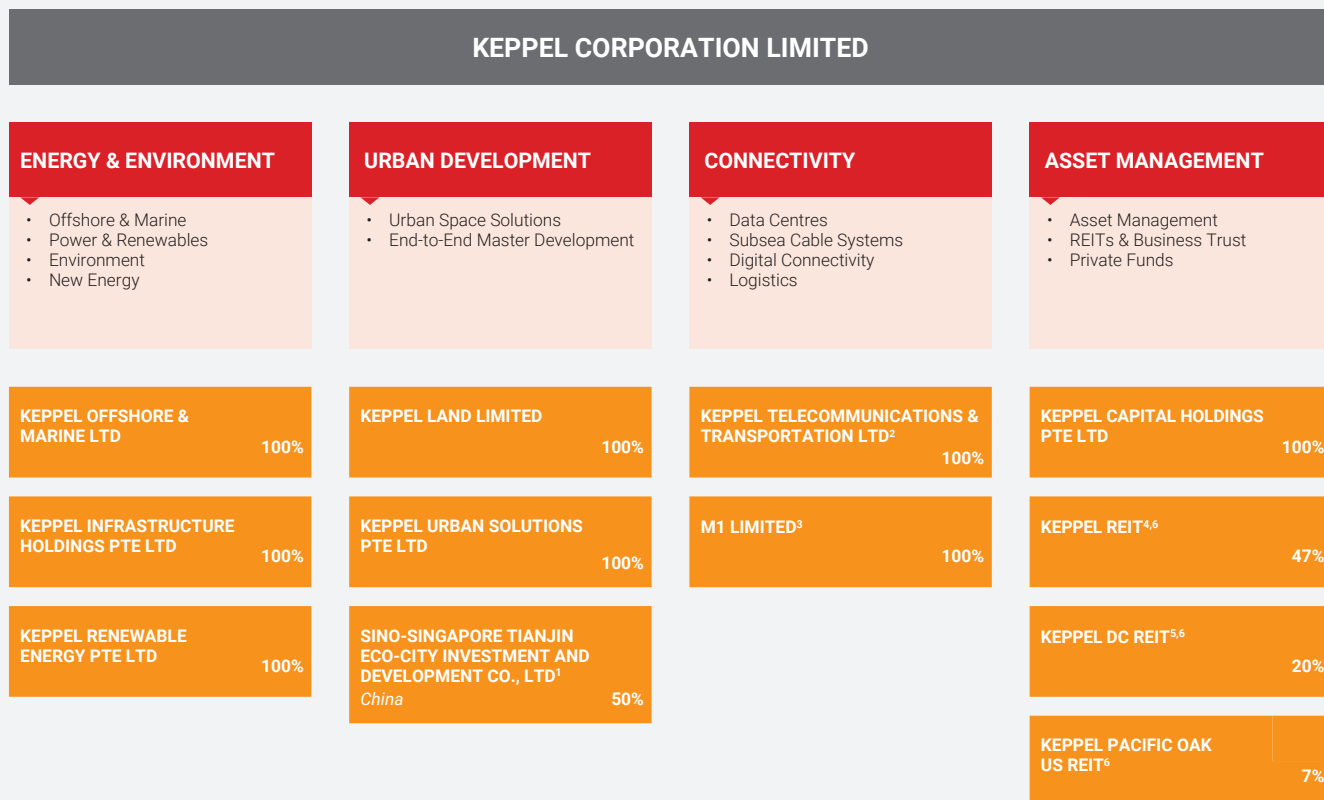 KEPPEL CORPORATION LIMITED
ENERGY & ENVIRONMENT
• Offshore & Marine
• Power & Renewables
• Environment
• New Energy
KEPPEL OFFSHORE &
MARINE LTD
100%
KEPPEL INFRASTRUCTURE
HOLDINGS PTE LTD
100%
KEPPEL RENEWABLE
ENERGY PTE LTD
100%
URBAN DEVELOPMENT
• Urban Space Solutions
• End-to-End Master Development
KEPPEL LAND LIMITED
100%
KEPPEL URBAN SOLUTIONS
PTE LTD
100%
SINO-SINGAPORE TIANJIN
ECO-CITY INVESTMENT AND
DEVELOPMENT CO., LTD¹
China 50%
CONNECTIVITY
• Data Centres
• Subsea Cable Systems
• Digital Connectivity
• Logistics
KEPPEL TELECOMMUNICATIONS &
TRANSPORTATION LTD²
100%
M1 LIMITED³
100%
ASSET MANAGEMENT
• Asset Management
• REITs & Business Trust
• Private Funds
KEPPEL CAPITAL HOLDINGS
PTE LTD
100%
KEPPEL REIT⁴,⁶
47%
KEPPEL DC REIT⁵,⁶
20%
KEPPEL PACIFIC OAK
US REIT⁶
7%